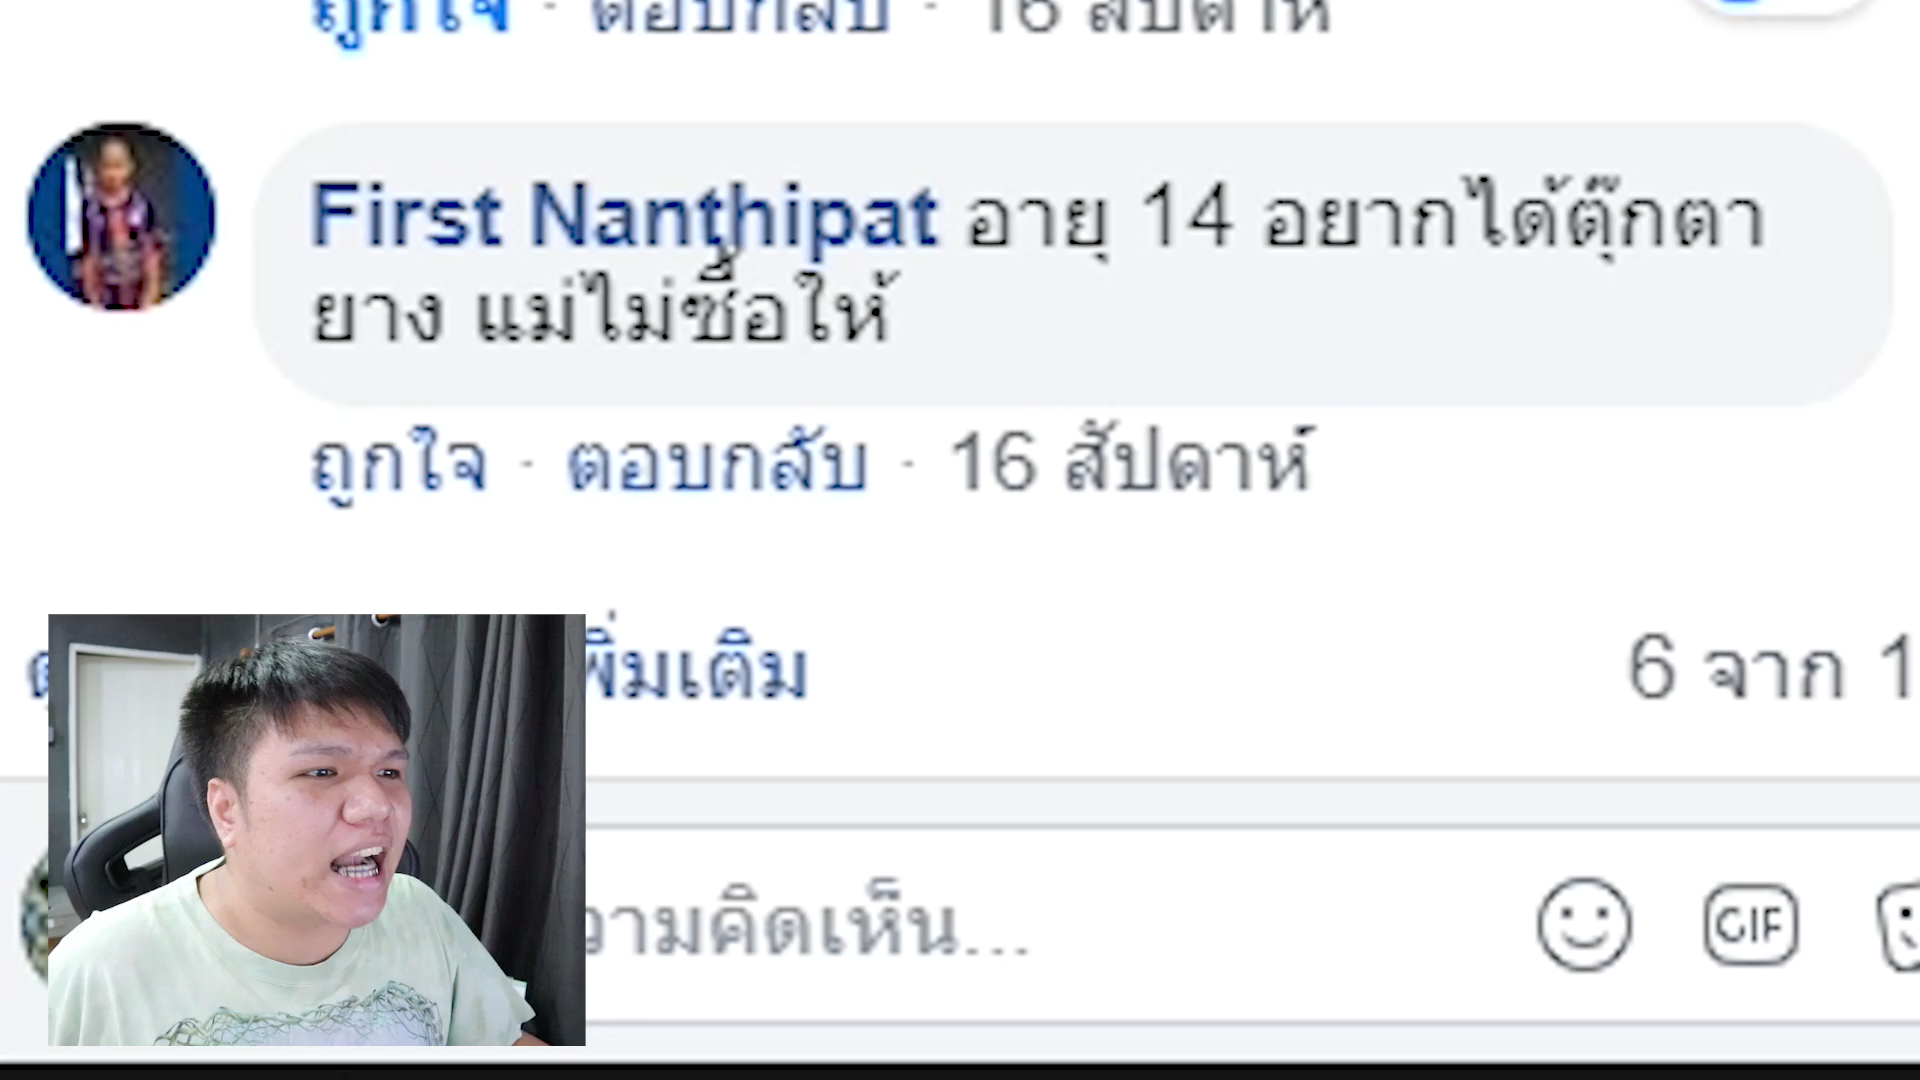 ถูกใจ · ตอบกลับ · 16 สัปดาห์
First Nanthipat อายุ 14 อยากได้ตุ๊กตา
ยาง แม่ไม่ซื้อให้
ถูกใจ · ตอบกลับ · 16 สัปดาห์
พิ่มเติม
6 จาก 1
วามคิดเห็น...
GIF